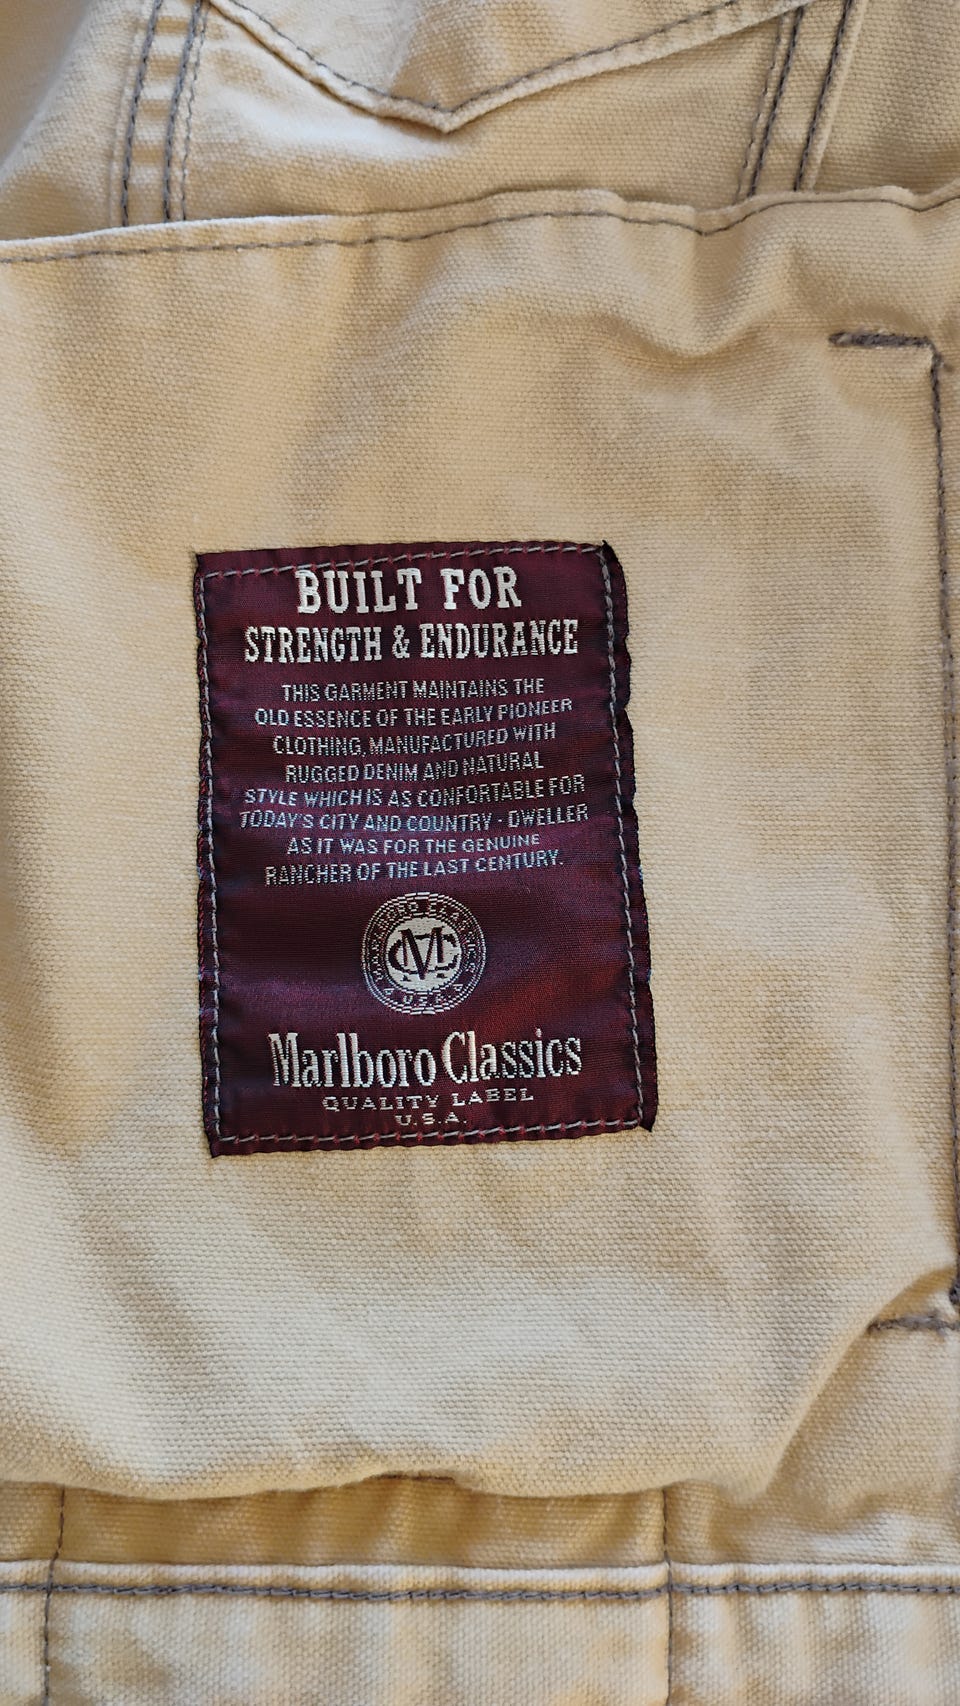 BUILT FOR
STRENGTH & ENDURANCE
THIS GARMENT MAINTAINS THE
OLD ESSENCE OF THE EARLY PIONEER
CLOTHING, MANUFACTURED WITH
RUGGED DENIM AND NATURAL
STYLE WHICH IS AS CONFORTABLE FOR
TODAY'S CITY AND COUNTRY - DWELLER
AS IT WAS FOR THE GENUINE
RANCHER OF THE LAST CENTURY.
MARLBORO CLASSICS
MC
U.S.A.
Marlboro Classics
QUALITY LABEL
U.S.A.